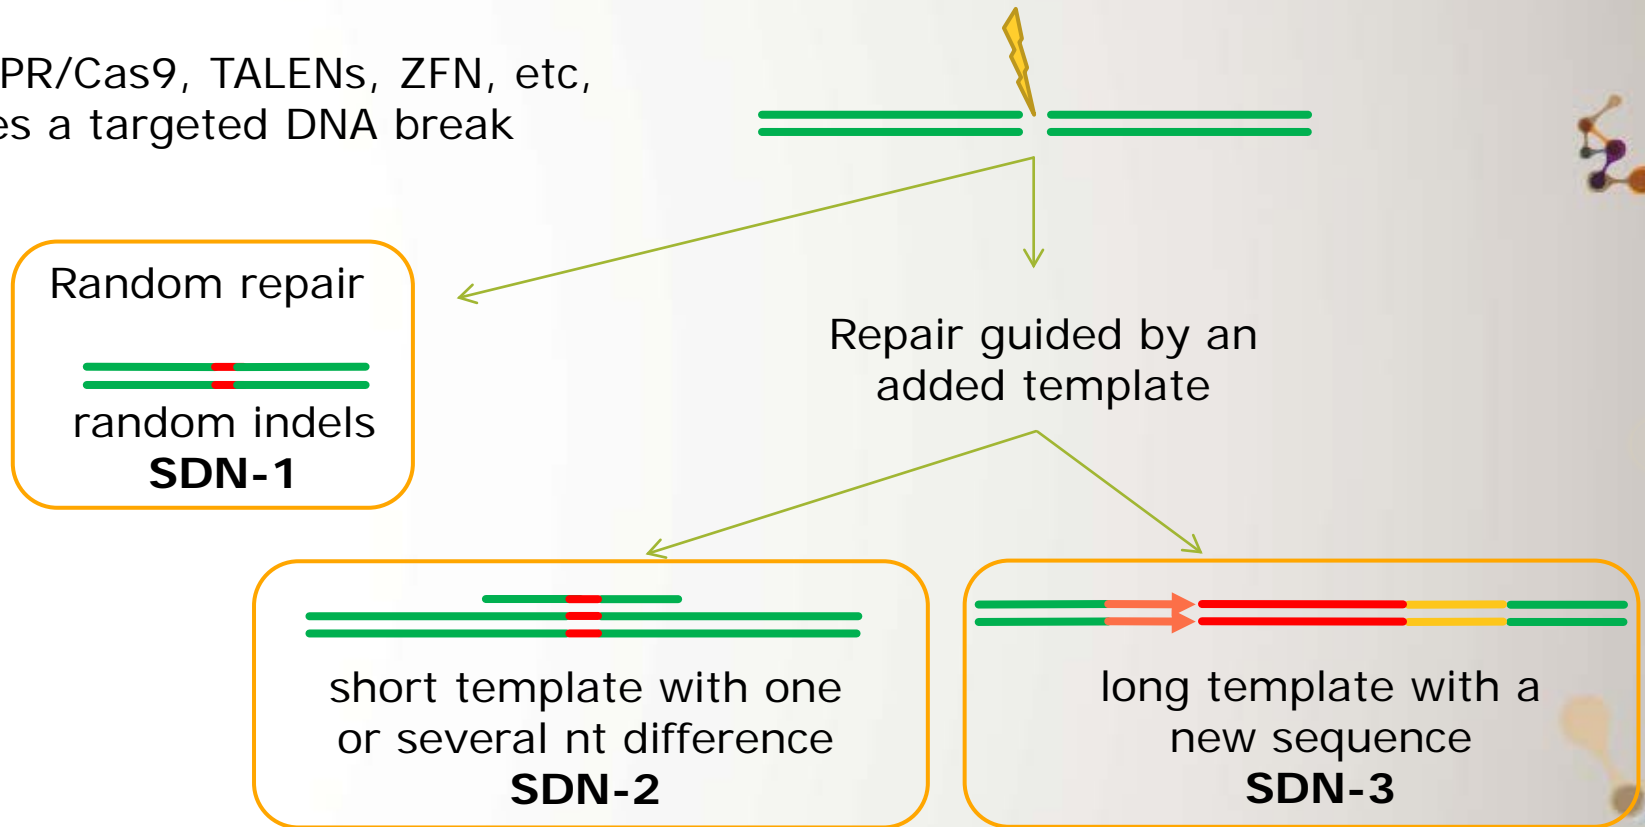 PR/Cas9, TALENs, ZFN, etc,
es a targeted DNA break
Random repair
random indels
SDN-1
Repair guided by an
added template
short template with one
or several nt difference
SDN-2
long template with a
new sequence
SDN-3